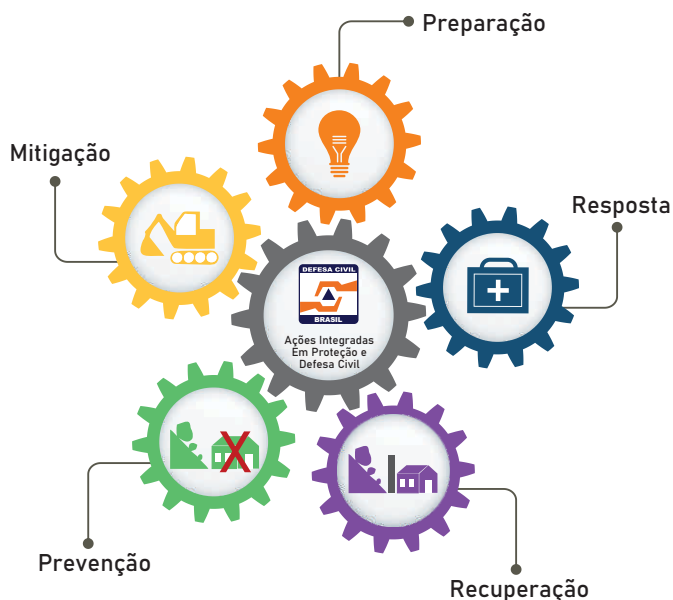 Preparação
Mitigação
Resposta
DEFESA CIVIL
BRASIL
Ações Integradas
Em Proteção e
Defesa Civil
Prevenção
Recuperação